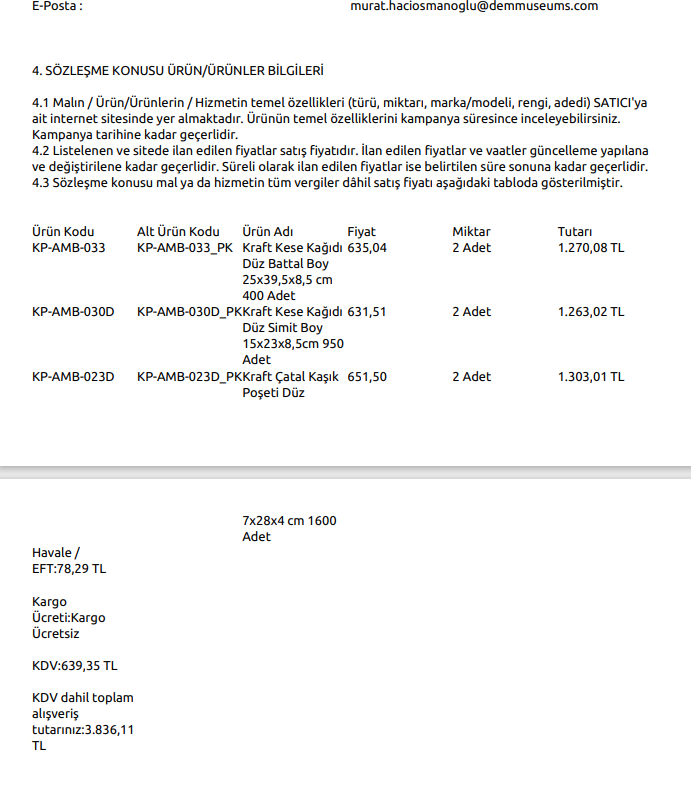 E-Posta : murat.haciosmanoglu@demmuseums.com
4. SÖZLEŞME KONUSU ÜRÜN/ÜRÜNLER BİLGİLERİ
4.1 Malın / Ürün/Ürünlerin / Hizmetin temel özellikleri (türü, miktarı, marka/modeli, rengi, adedi) SATICI'ya
ait internet sitesinde yer almaktadır. Ürünün temel özelliklerini kampanya süresince inceleyebilirsiniz.
Kampanya tarihine kadar geçerlidir.
4.2 Listelenen ve sitede ilan edilen fiyatlar satış fiyatıdır. İlan edilen fiyatlar ve vaatler güncelleme yapılana
ve değiştirilene kadar geçerlidir. Süreli olarak ilan edilen fiyatlar ise belirtilen süre sonuna kadar geçerlidir.
4.3 Sözleşme konusu mal ya da hizmetin tüm vergiler dâhil satış fiyatı aşağıdaki tabloda gösterilmiştir.
Ürün Kodu Alt Ürün Kodu Ürün Adı Fiyat Miktar Tutarı
KP-AMB-033 KP-AMB-033_PK Kraft Kese Kağıdı 635,04 2 Adet 1.270,08 TL
Düz Battal Boy
25x39,5x8,5 cm
400 Adet
KP-AMB-030D KP-AMB-030D_PK Kraft Kese Kağıdı 631,51 2 Adet 1.263,02 TL
Düz Simit Boy
15x23x8,5cm 950
Adet
KP-AMB-023D KP-AMB-023D_PK Kraft Çatal Kaşık 651,50 2 Adet 1.303,01 TL
Poşeti Düz
7x28x4 cm 1600
Adet
Havale /
EFT:78,29 TL
Kargo
Ücreti:Kargo
Ücretsiz
KDV:639,35 TL
KDV dahil toplam
alışveriş
tutarınız:3.836,11
TL